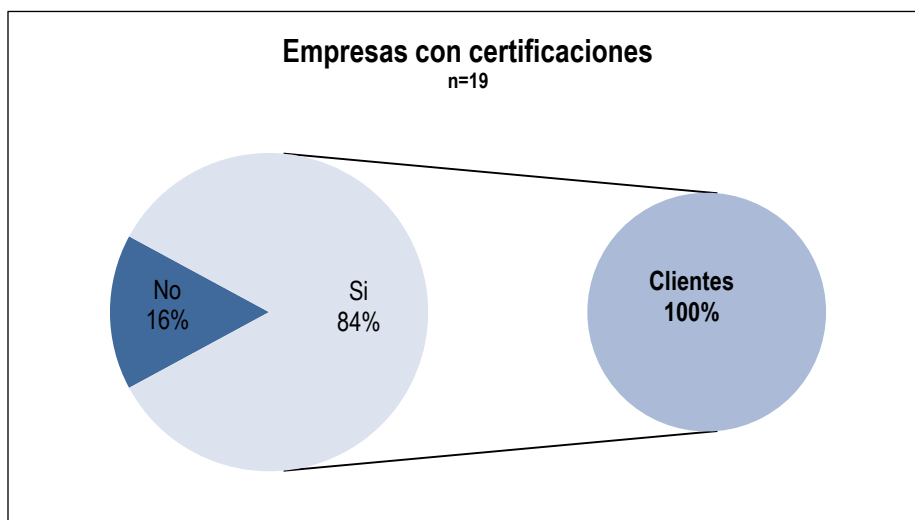 Empresas con certificaciones
n=19
No
16%
Si
84%
Clientes
100%